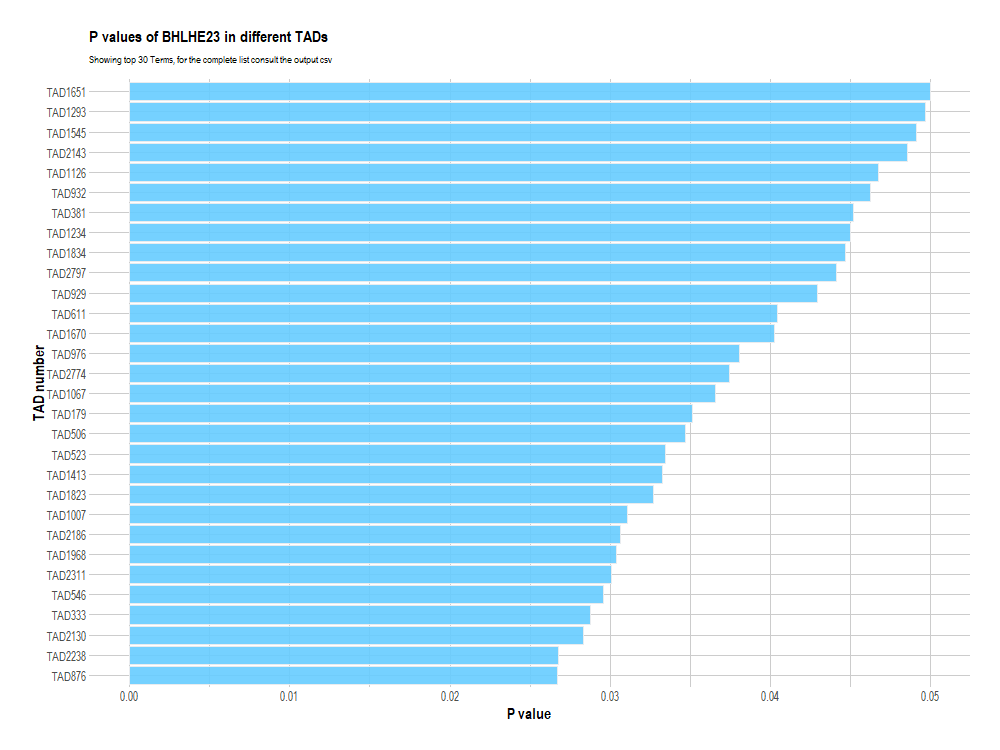 P values of BHLHE23 in different TADs
Showing top 30 Terms, for the complete list consult the output csv
TAD1651
TAD1293
TAD1545
TAD2143
TAD1126
TAD932
TAD381
TAD1234
TAD1834
TAD2797
TAD929
TAD611
TAD1670
TAD976
TAD2774
TAD1067
TAD179
TAD506
TAD523
TAD1413
TAD1823
TAD1007
TAD2186
TAD1968
TAD2311
TAD546
TAD333
TAD2130
TAD2238
TAD876
TAD number
0.00 0.01 0.02 0.03 0.04 0.05
P value